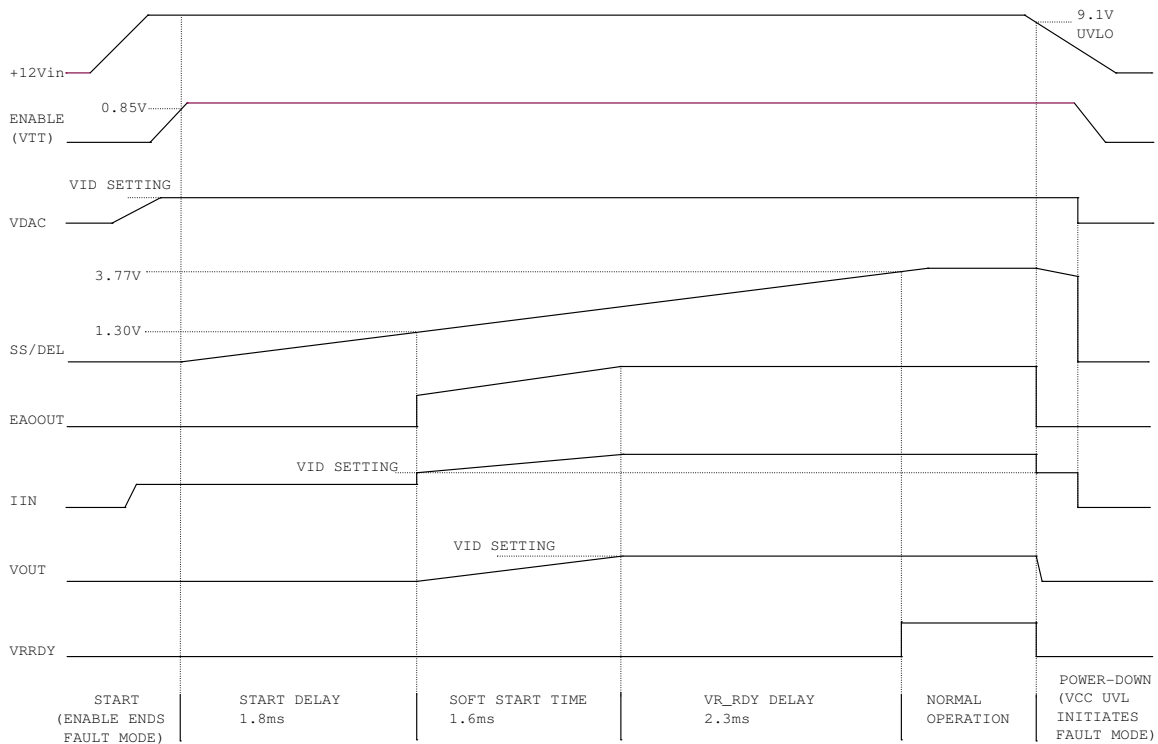 9.1V
UVLO
+12Vin
0.85V
ENABLE
(VTT)
VID SETTING
VDAC
3.77V
1.30V
SS/DEL
EAOOUT
VID SETTING
IIN
VID SETTING
VOUT
VRRDY
START
(ENABLE ENDS
FAULT MODE)
START DELAY
1.8ms
SOFT START TIME
1.6ms
VR_RDY DELAY
2.3ms
NORMAL
OPERATION
POWER-DOWN
(VCC UVL
INITIATES
FAULT MODE)